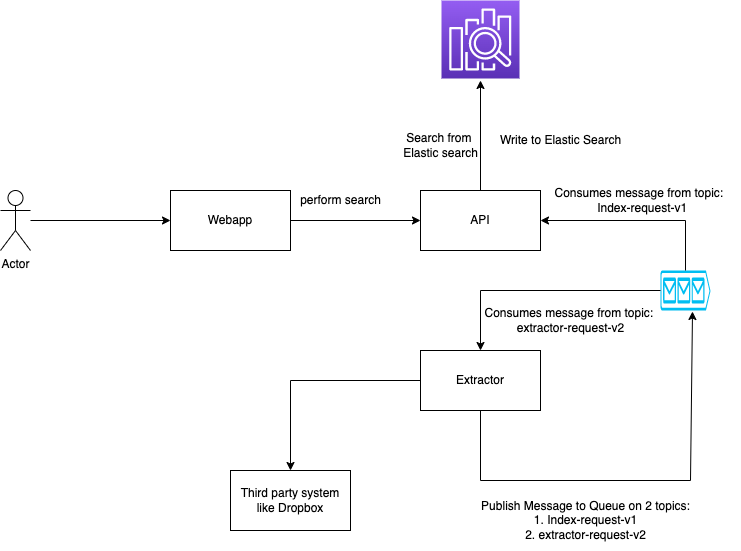 Search from
Elastic search
Write to Elastic Search
Consumes message from topic:
Index-request-v1
perform search
Webapp
API
Actor
Consumes message from topic:
extractor-request-v2
Extractor
Third party system
like Dropbox
Publish Message to Queue on 2 topics:
1. Index-request-v1
2. extractor-request-v2